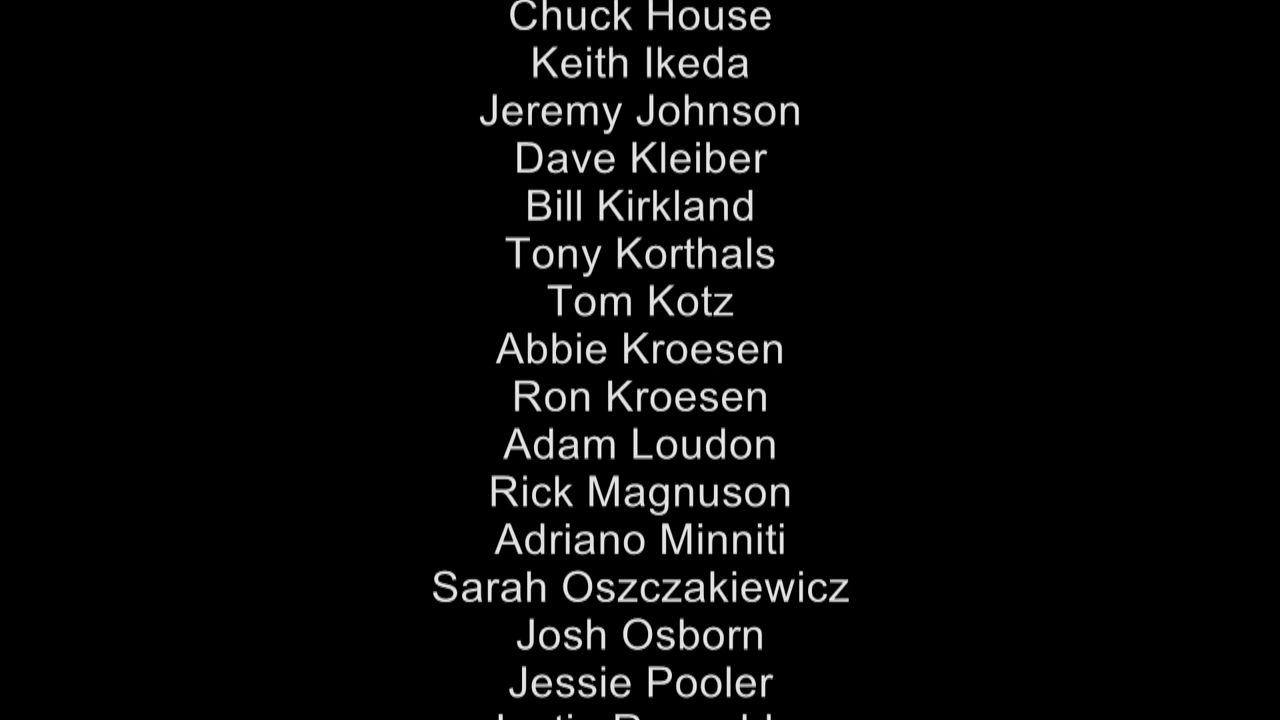 Chuck House
Keith Ikeda
Jeremy Johnson
Dave Kleiber
Bill Kirkland
Tony Korthals
Tom Kotz
Abbie Kroesen
Ron Kroesen
Adam Loudon
Rick Magnuson
Adriano Minniti
Sarah Oszczakiewicz
Josh Osborn
Jessie Pooler